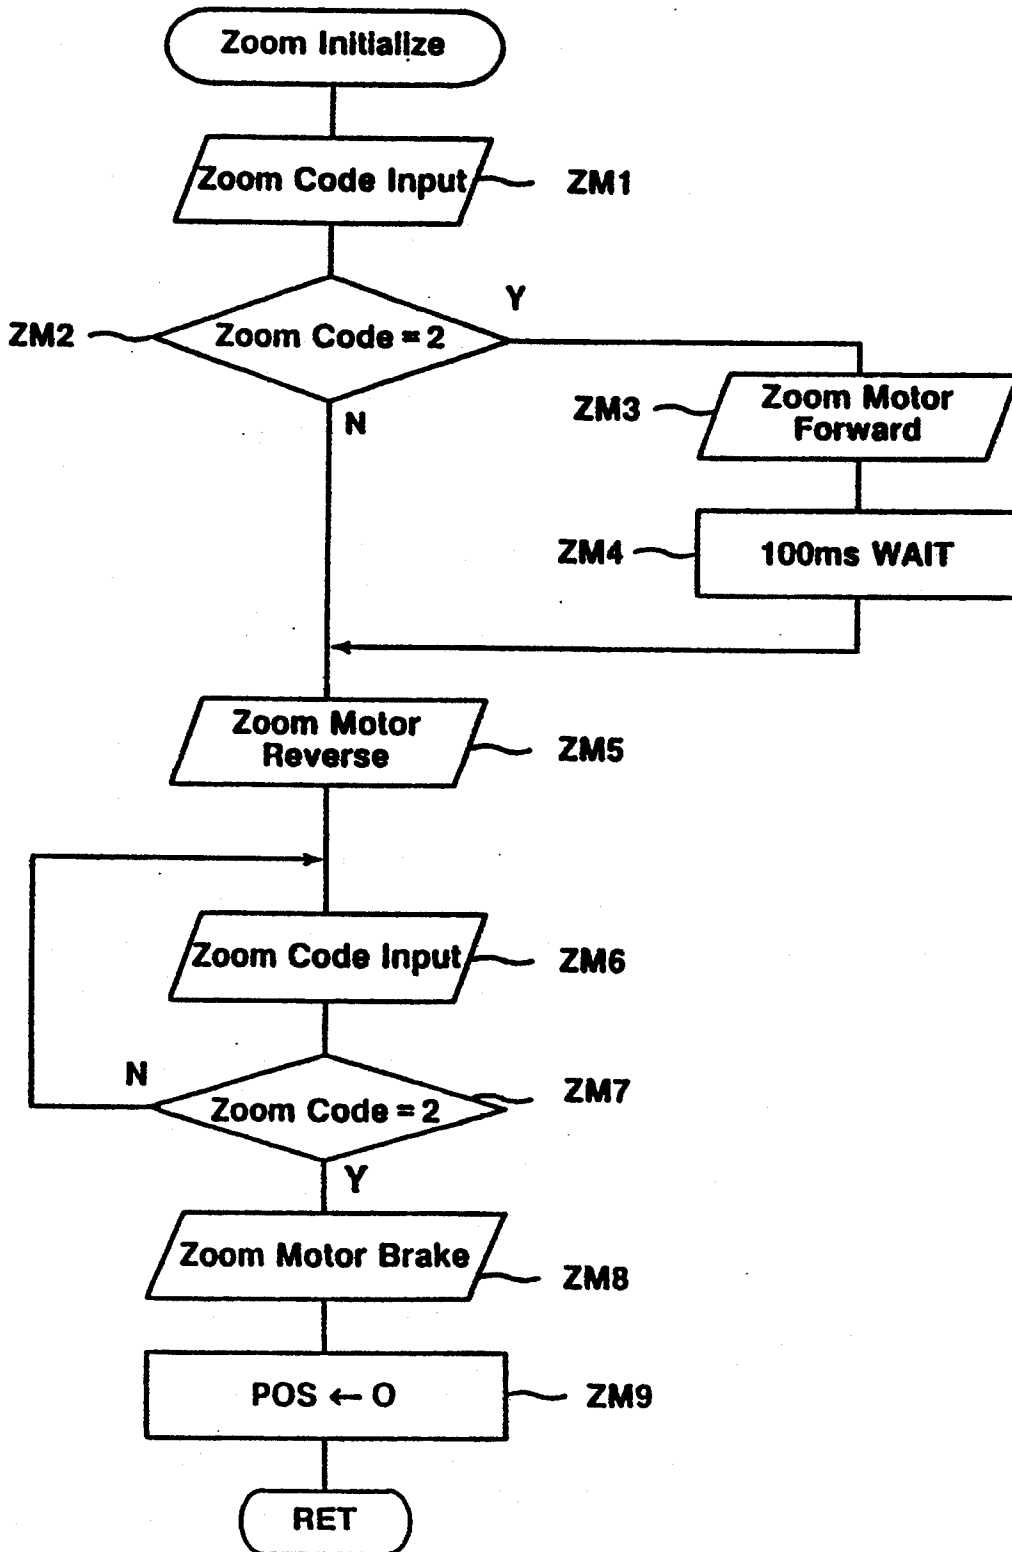 Zoom Initialize
Zoom Code Input
ZM1
Y
ZM2
Zoom Code = 2
N
ZM3
Zoom Motor
Forward
ZM4
100ms WAIT
Zoom Motor
Reverse
ZM5
Zoom Code Input
ZM6
N
Zoom Code = 2
ZM7
Y
Zoom Motor Brake
ZM8
POS ← O
ZM9
RET